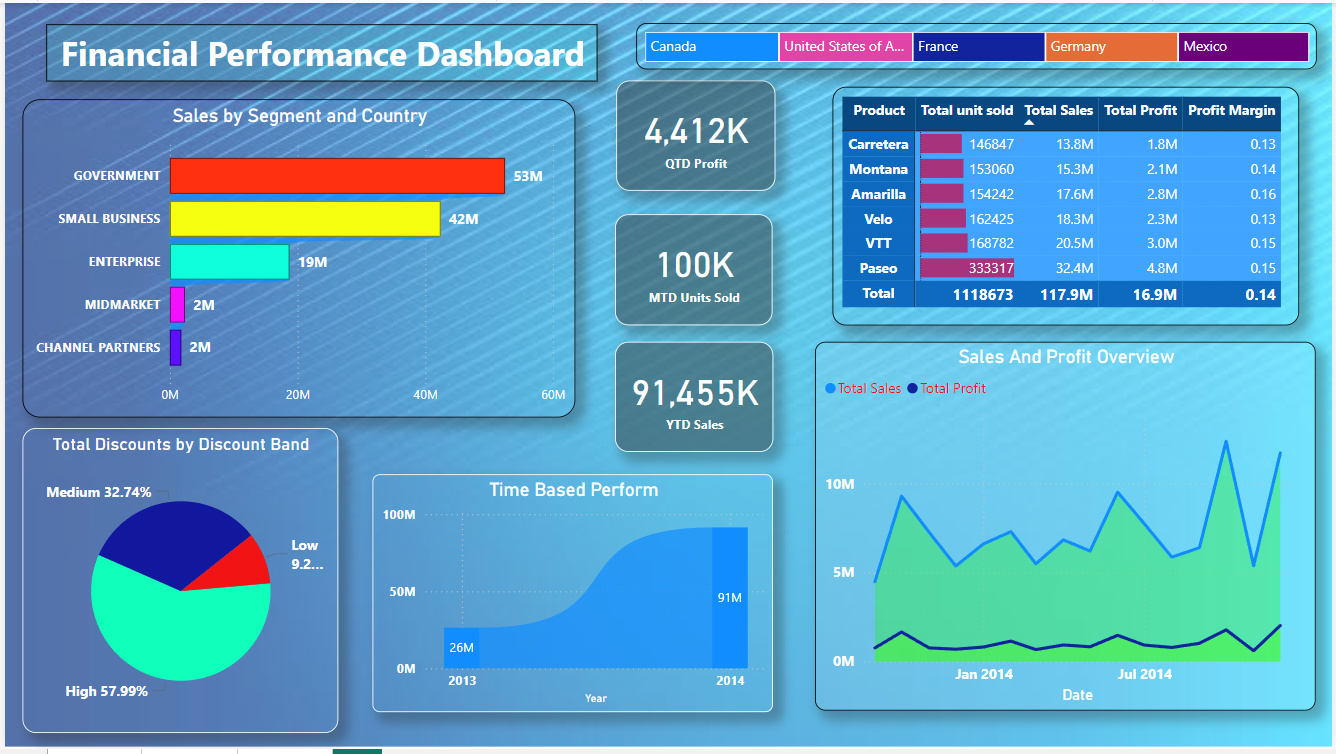 Financial Performance Dashboard
Canada
United States of A...
France
Germany
Mexico
Sales by Segment and Country
GOVERNMENT
53M
SMALL BUSINESS
42M
ENTERPRISE
19M
MIDMARKET
2M
CHANNEL PARTNERS
2M
0M 20M 40M 60M
4,412K
QTD Profit
100K
MTD Units Sold
91,455K
YTD Sales
Product Total unit sold Total Sales Total Profit Profit Margin
Carretera 146847 13.8M 1.8M 0.13
Montana 153060 15.3M 2.1M 0.14
Amarilla 154242 17.6M 2.8M 0.16
Velo 162425 18.3M 2.3M 0.13
VTT 168782 20.5M 3.0M 0.15
Paseo 333317 32.4M 4.8M 0.15
Total 1118673 117.9M 16.9M 0.14
Total Discounts by Discount Band
Medium 32.74%
Low
9.2...
High 57.99%
Time Based Perform
100M
50M
0M
26M
91M
2013 2014
Year
Sales And Profit Overview
Total Sales Total Profit
10M
5M
0M
Jan 2014 Jul 2014
Date